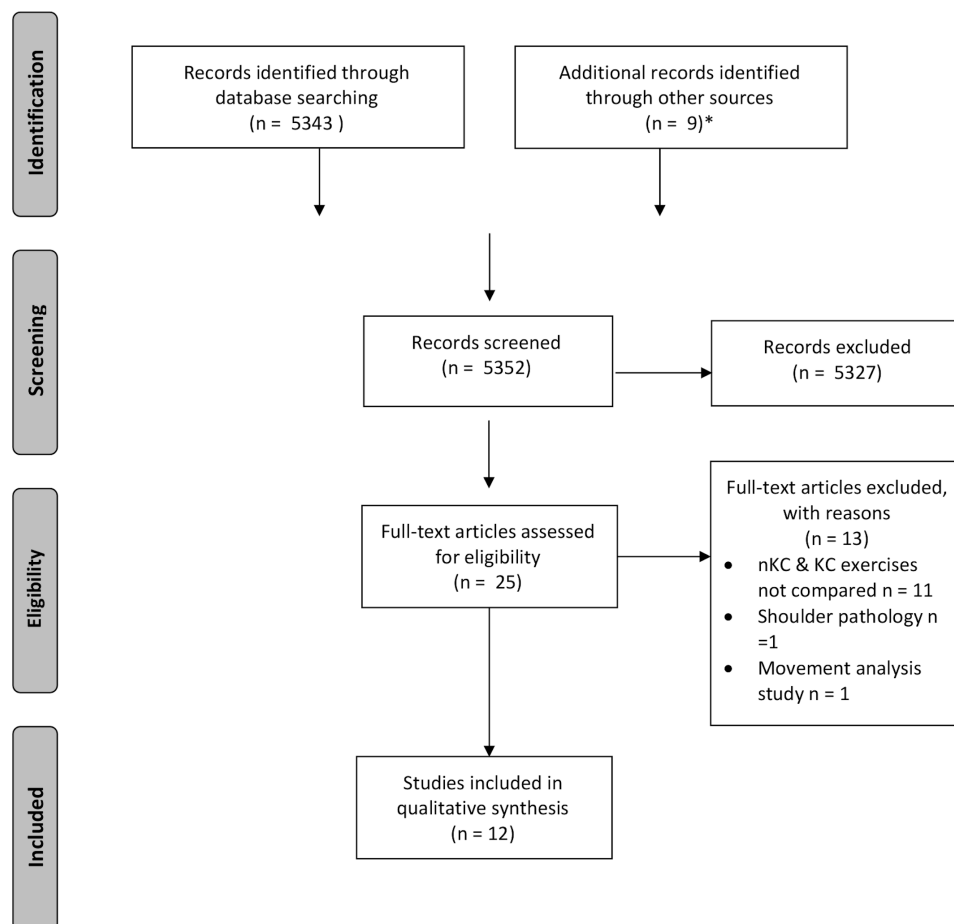 Identification
Records identified through
database searching
(n = 5343 )
Additional records identified
through other sources
(n = 9)*
Screening
Records screened
(n = 5352)
Records excluded
(n = 5327)
Eligibility
Full-text articles assessed
for eligibility
(n = 25)
Full-text articles excluded,
with reasons
(n = 13)
• nKC & KC exercises
not compared n = 11
• Shoulder pathology n
=1
• Movement analysis
study n = 1
Included
Studies included in
qualitative synthesis
(n = 12)